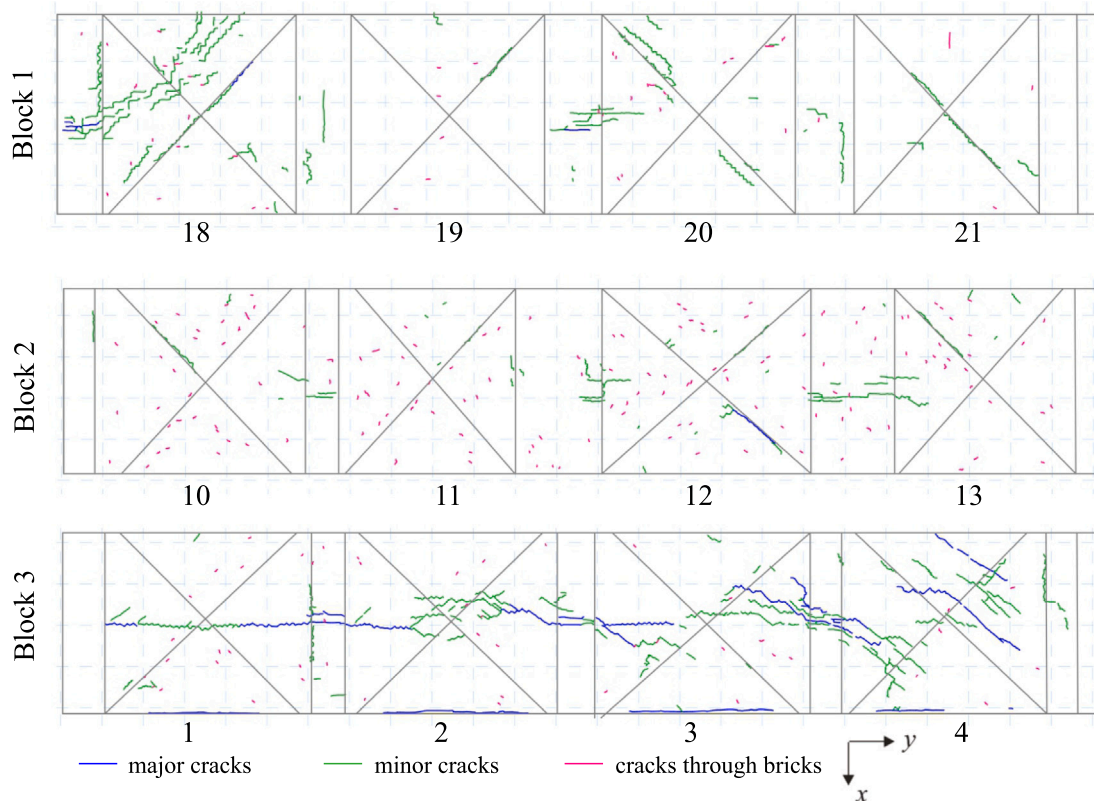 Block 1
18 19 20 21
Block 2
10 11 12 13
Block 3
1 2 3 4
major cracks minor cracks cracks through bricks
y
x